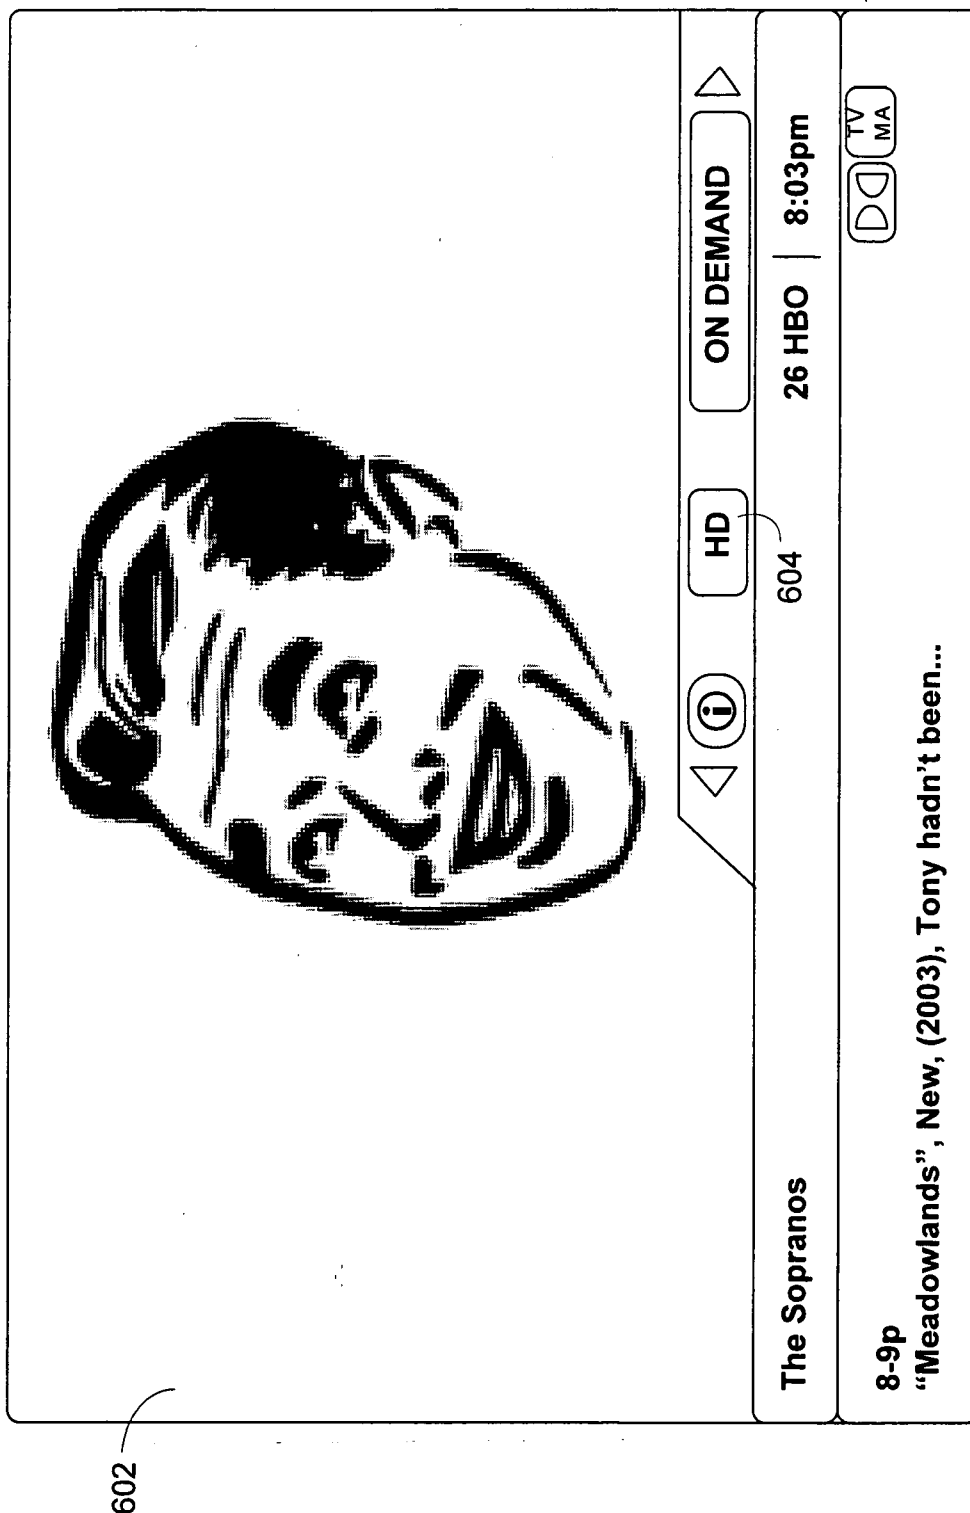 602
HD
ON DEMAND
604
The Sopranos
26 HBO | 8:03pm
8-9p
TV
MA
“Meadowlands”, New, (2003), Tony hadn’t been...